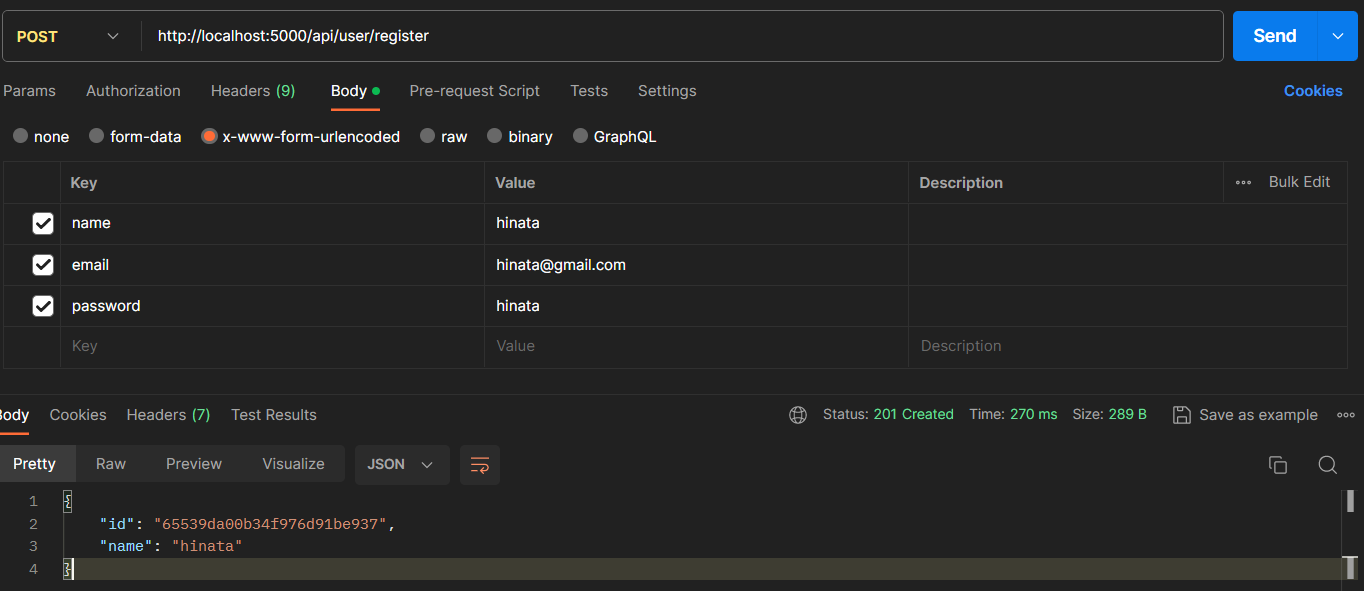 POST http://localhost:5000/api/user/register Send
Params Authorization Headers (9) Body Pre-request Script Tests Settings Cookies
none form-data x-www-form-urlencoded raw binary GraphQL
Key Value Description Bulk Edit
name hinata
email hinata@gmail.com
password hinata
Key Value Description
Body Cookies Headers (7) Test Results Status: 201 Created Time: 270 ms Size: 289 B Save as example
Pretty Raw Preview Visualize JSON
1 {
2 "id": "65539da00b34f976d91be937",
3 "name": "hinata"
4 }